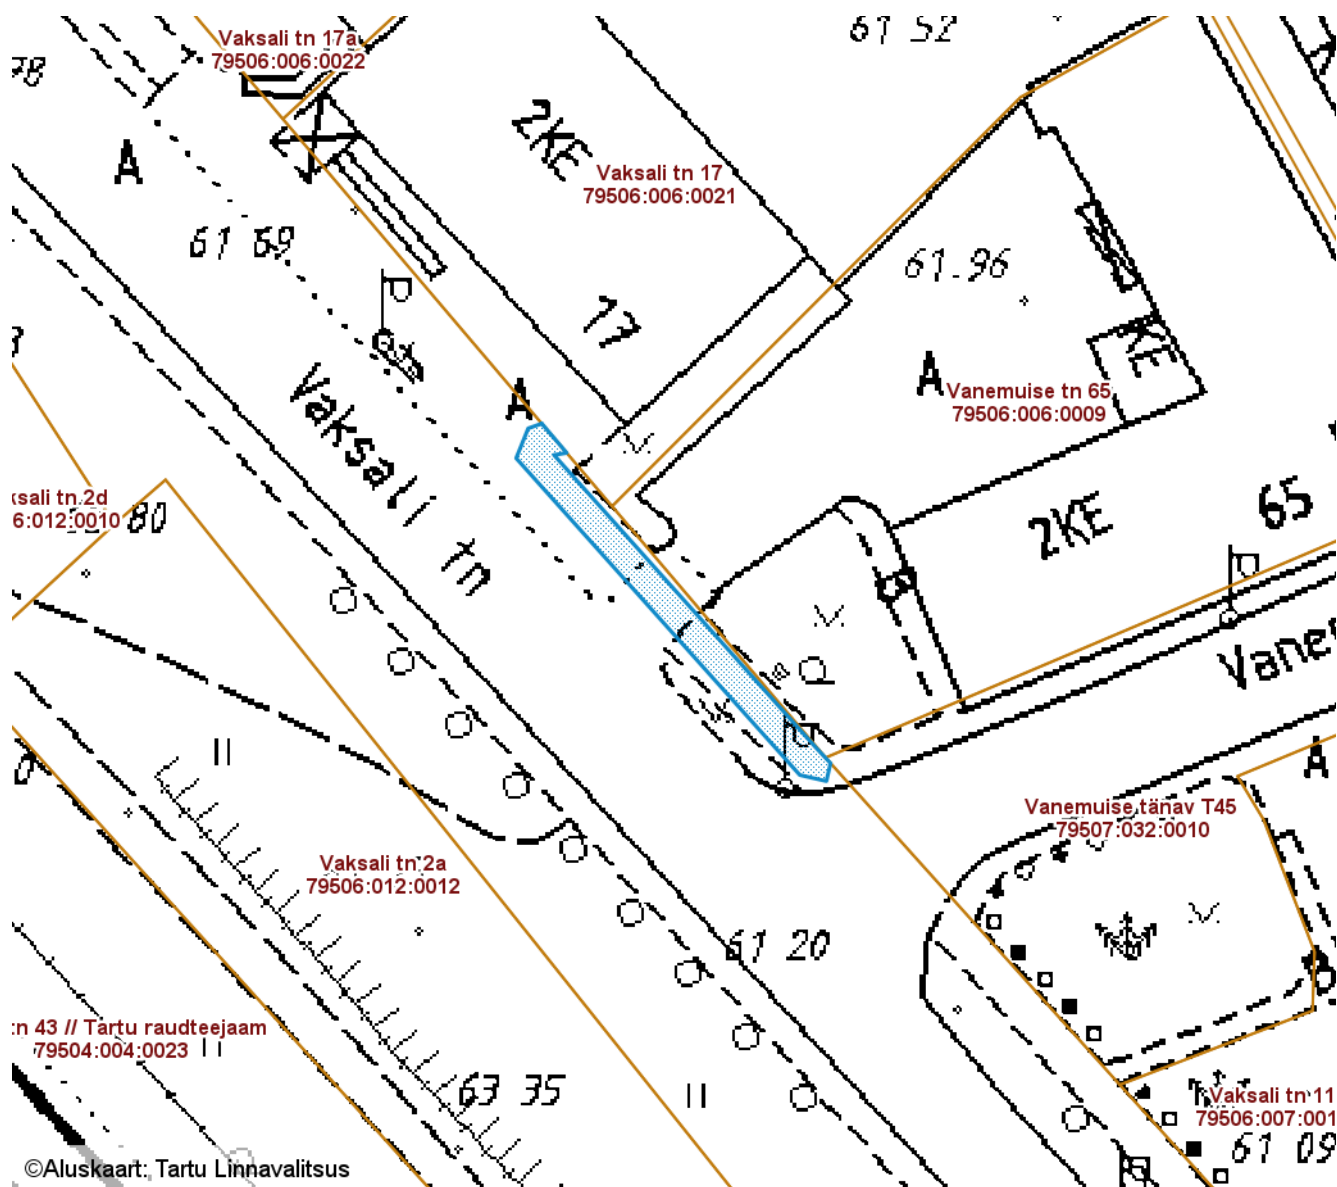 Vaksali tn 17a
79506:006:0022
61 52
78
2KE
A
Vaksali tn 17
79506:006:0021
61 69
61.96
17
KE
A
Vanemuise tn 65
79506:006:0009
A
Vaksali tn
ksali tn 2d
6:012:0010
80
65
2KE
Vane
A
Vanemuise tänav T45
79507:032:0010
Vaksali tn 2a
79506:012:0012
61 20
tn 43 // Tartu raudteejaam
79504:004:0023
63 35
Vaksali tn 11
79506:007:001
61 09
©Aluskaart: Tartu Linnavalitsus